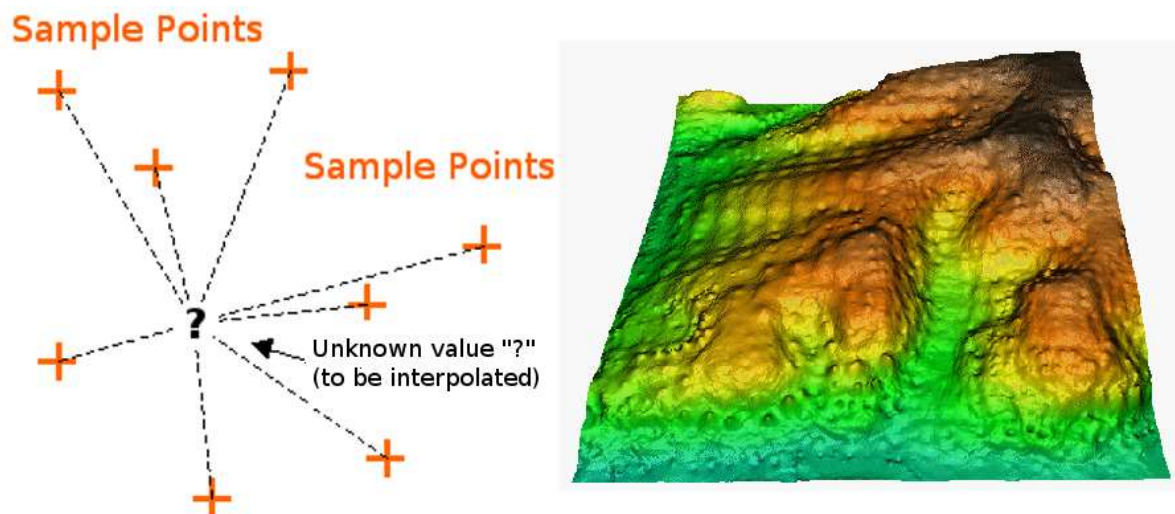 Sample Points
Sample Points
?
Unknown value "?"
(to be interpolated)